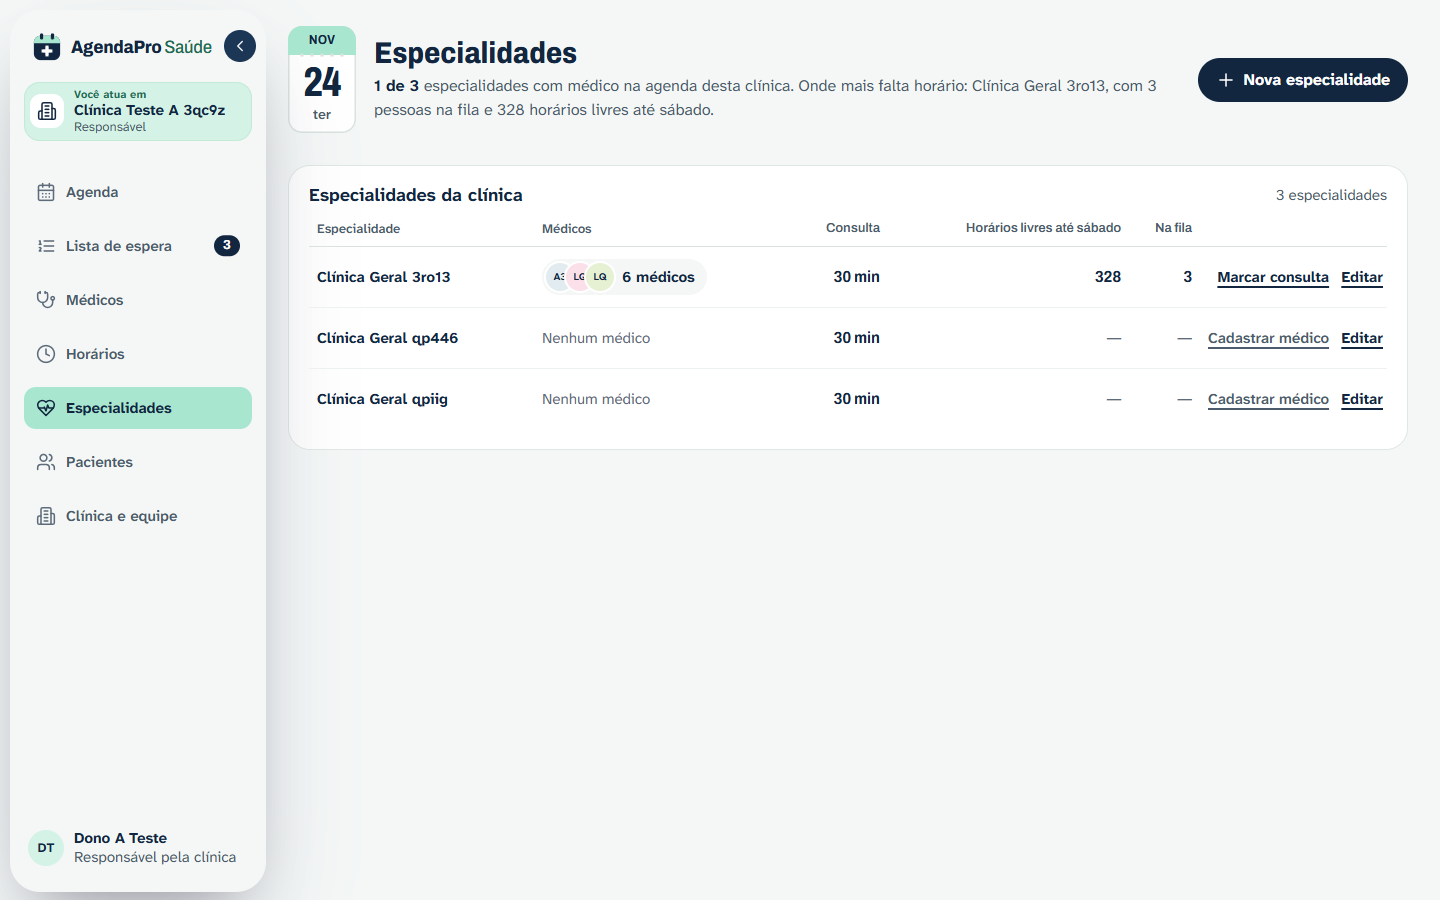 AgendaPro Saúde
Você atua em
Clínica Teste A 3qc9z
Responsável
Agenda
Lista de espera 3
Médicos
Horários
Especialidades
Pacientes
Clínica e equipe
DT
Dono A Teste
Responsável pela clínica
NOV
24
ter
Especialidades
1 de 3 especialidades com médico na agenda desta clínica. Onde mais falta horário: Clínica Geral 3ro13, com 3
pessoas na fila e 328 horários livres até sábado.
Nova especialidade
Especialidades da clínica 3 especialidades
Especialidade Médicos Consulta Horários livres até sábado Na fila
Clínica Geral 3ro13 LQ 6 médicos 30 min 328 3 Marcar consulta Editar
Clínica Geral qp446 Nenhum médico 30 min — — Cadastrar médico Editar
Clínica Geral qpiig Nenhum médico 30 min — — Cadastrar médico Editar